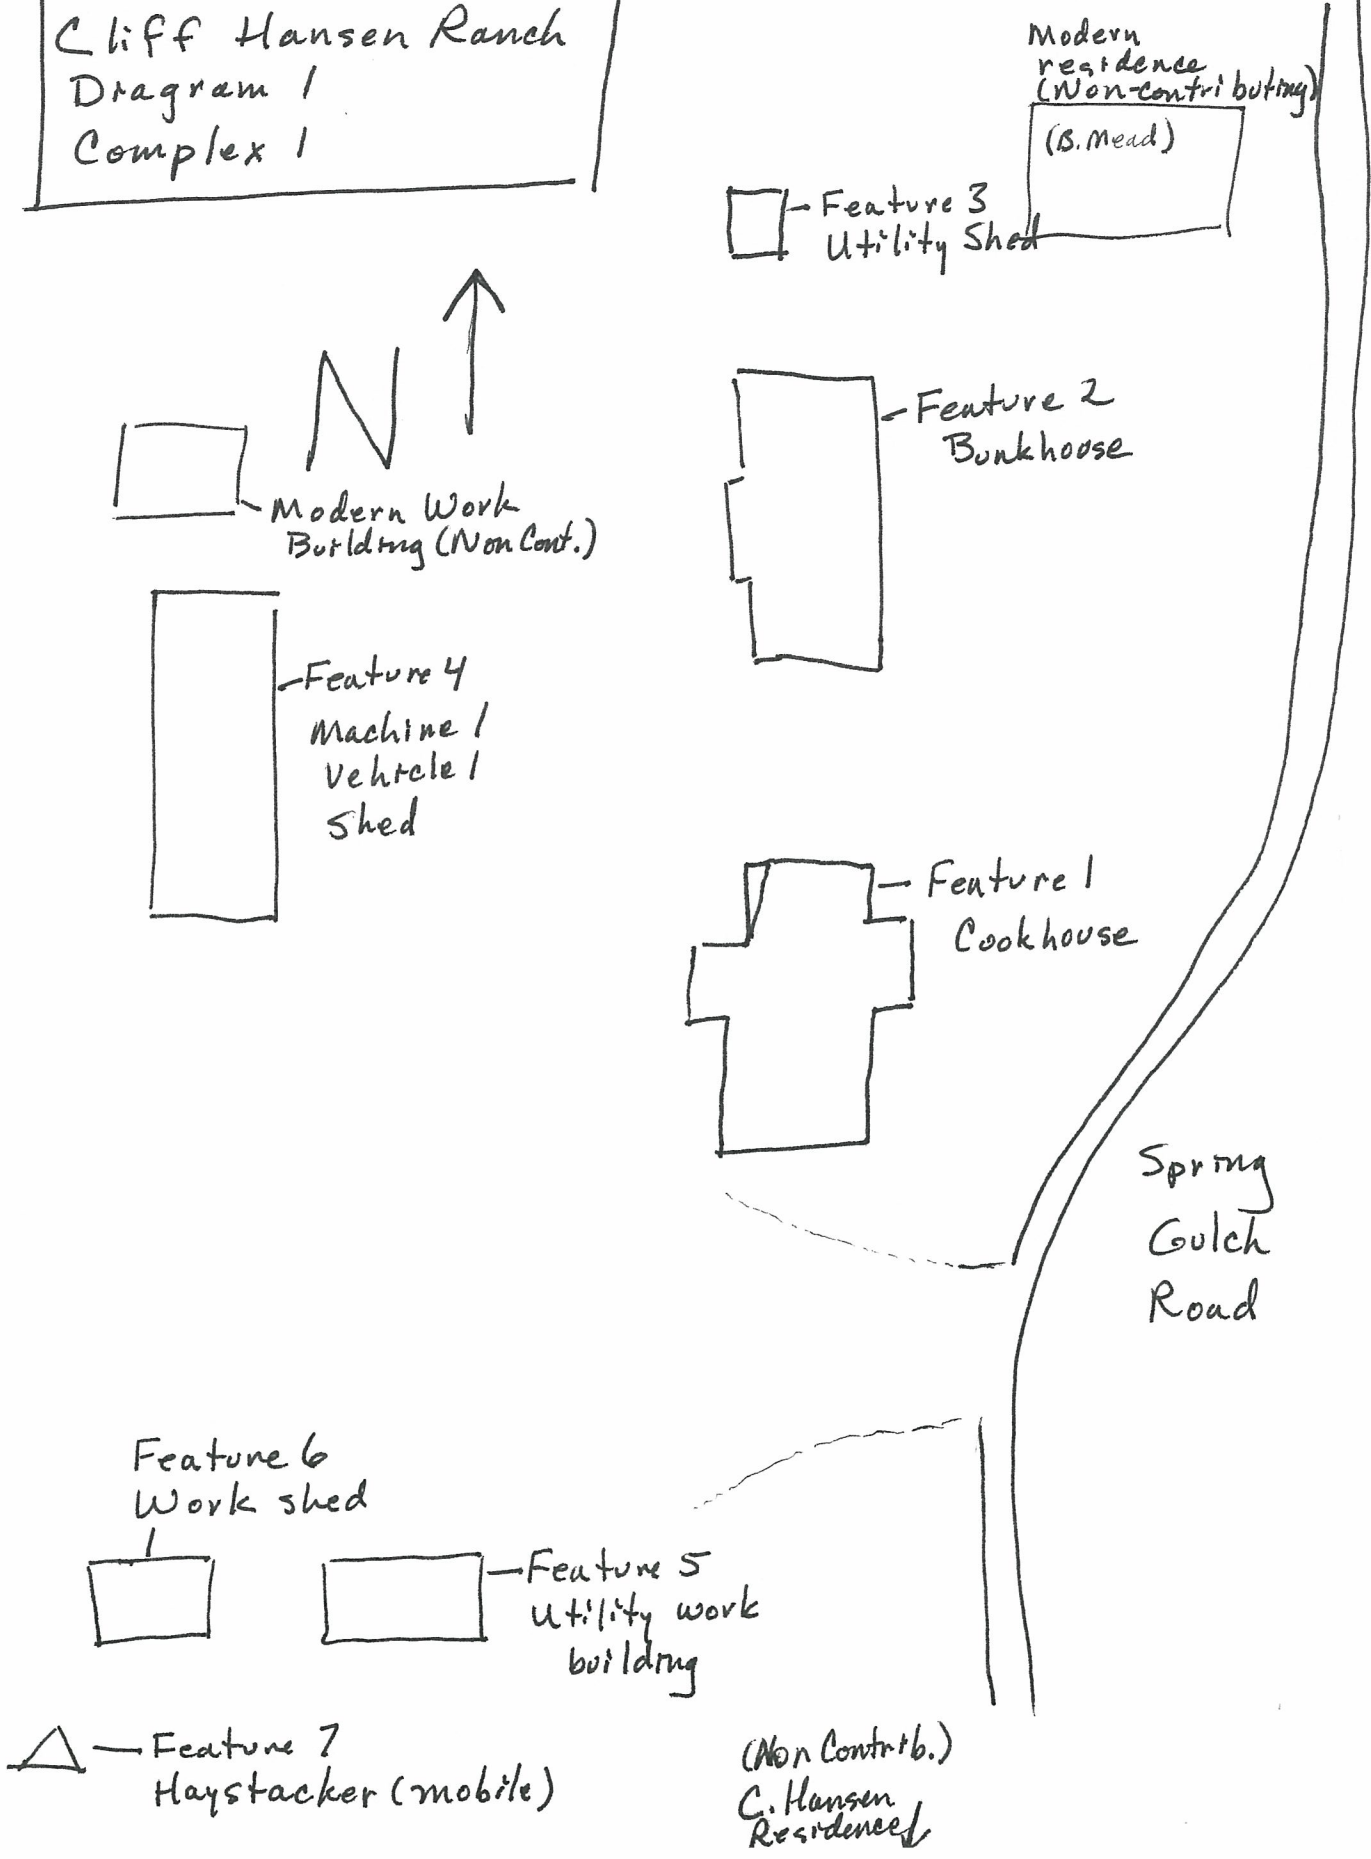 Cliff Hansen Ranch
Diagram 1
Complex 1
Modern
residence
(Non-contributing)
(B. Mead)
Feature 3
Utility Shed
N
Feature 2
Bunkhouse
Modern Work
Building (Non Cont.)
Feature 4
Machine /
Vehicle /
Shed
Feature 1
Cookhouse
Spring
Gulch
Road
Feature 6
Work shed
Feature 5
Utility work
building
Feature 7
Haystacker (mobile)
(Non Contrib.)
C. Hansen
Residence